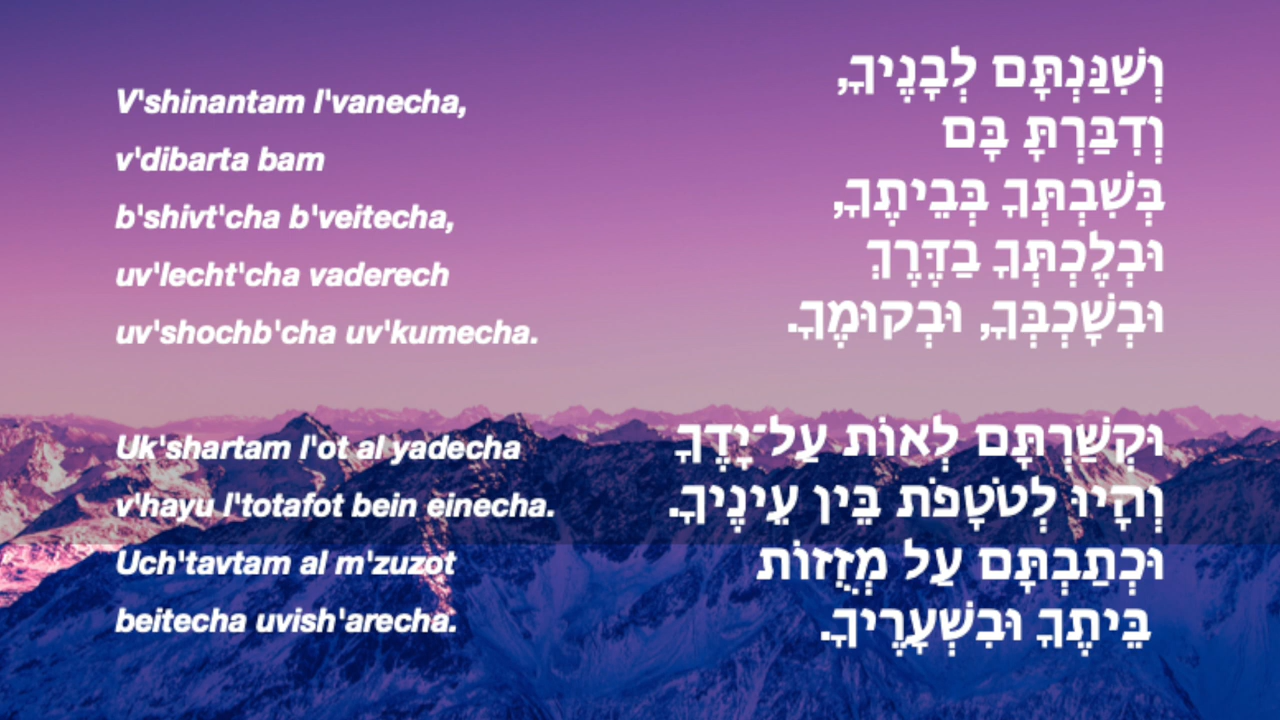 V'shinantam l'vanecha,
v'dibarta bam
b'shivt'cha b'veitecha,
uv'lecht'cha vaderech
uv'shochb'cha uv'kumecha.
Uk'shartam l'ot al yadecha
v'hayu l'totafot bein einecha.
Uch'tavtam al m'zuzot
beitecha uvish'arecha.
וְשִׁנַּנְתָּם לְבָנֶיךָ,
וְדִבַּרְתָּ בָּם
בְּשִׁבְתְּךָ בְּבֵיתֶךָ,
וּבְלֶכְתְּךָ בַדֶּרֶךְ
וּבְשָׁכְבְּךָ, וּבְקוּמֶךָ.
וּקְשַׁרְתָּם לְאוֹת עַל־יָדֶךָ
וְהָיוּ לְטֹטָפֹת בֵּין עֵינֶיךָ.
וּכְתַבְתָּם עַל מְזֻזוֹת
בֵּיתֶךָ וּבִשְׁעָרֶיךָ.